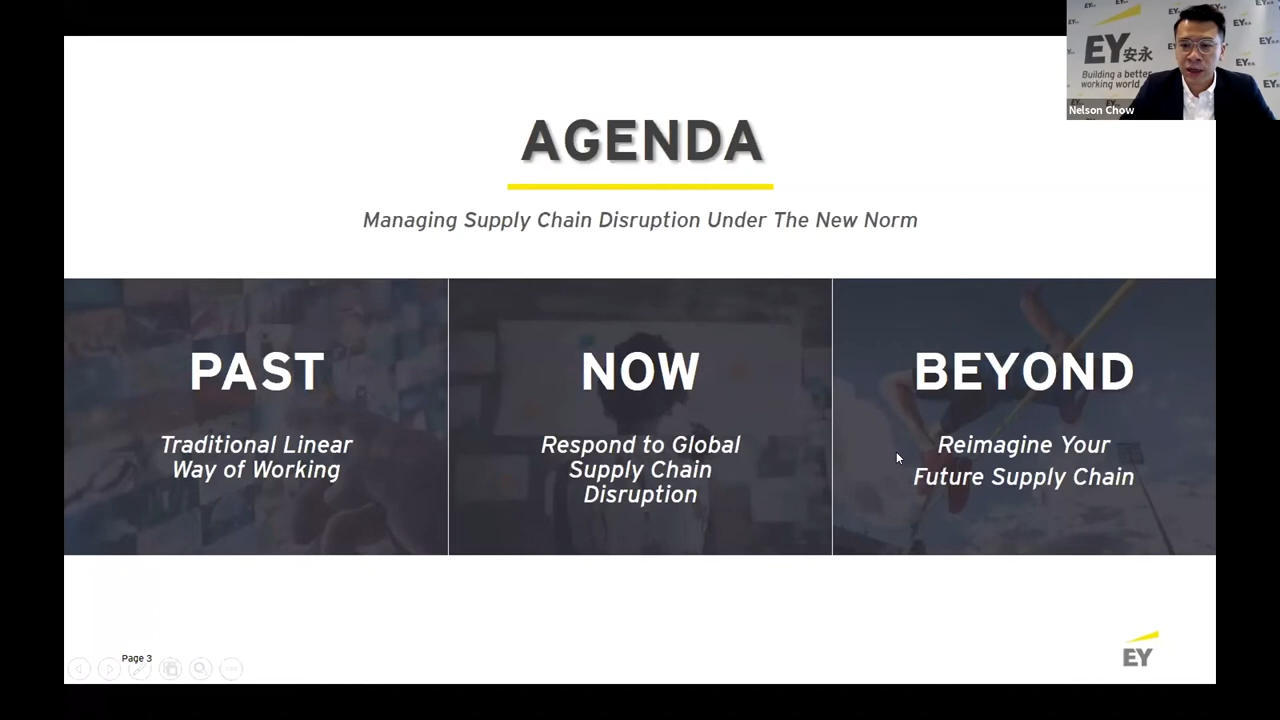 AGENDA
Managing Supply Chain Disruption Under The New Norm
PAST
Traditional Linear
Way of Working
NOW
Respond to Global
Supply Chain
Disruption
BEYOND
Reimagine Your
Future Supply Chain
Page 3
EY
EY安永
Building a better
working world
Nelson Chow